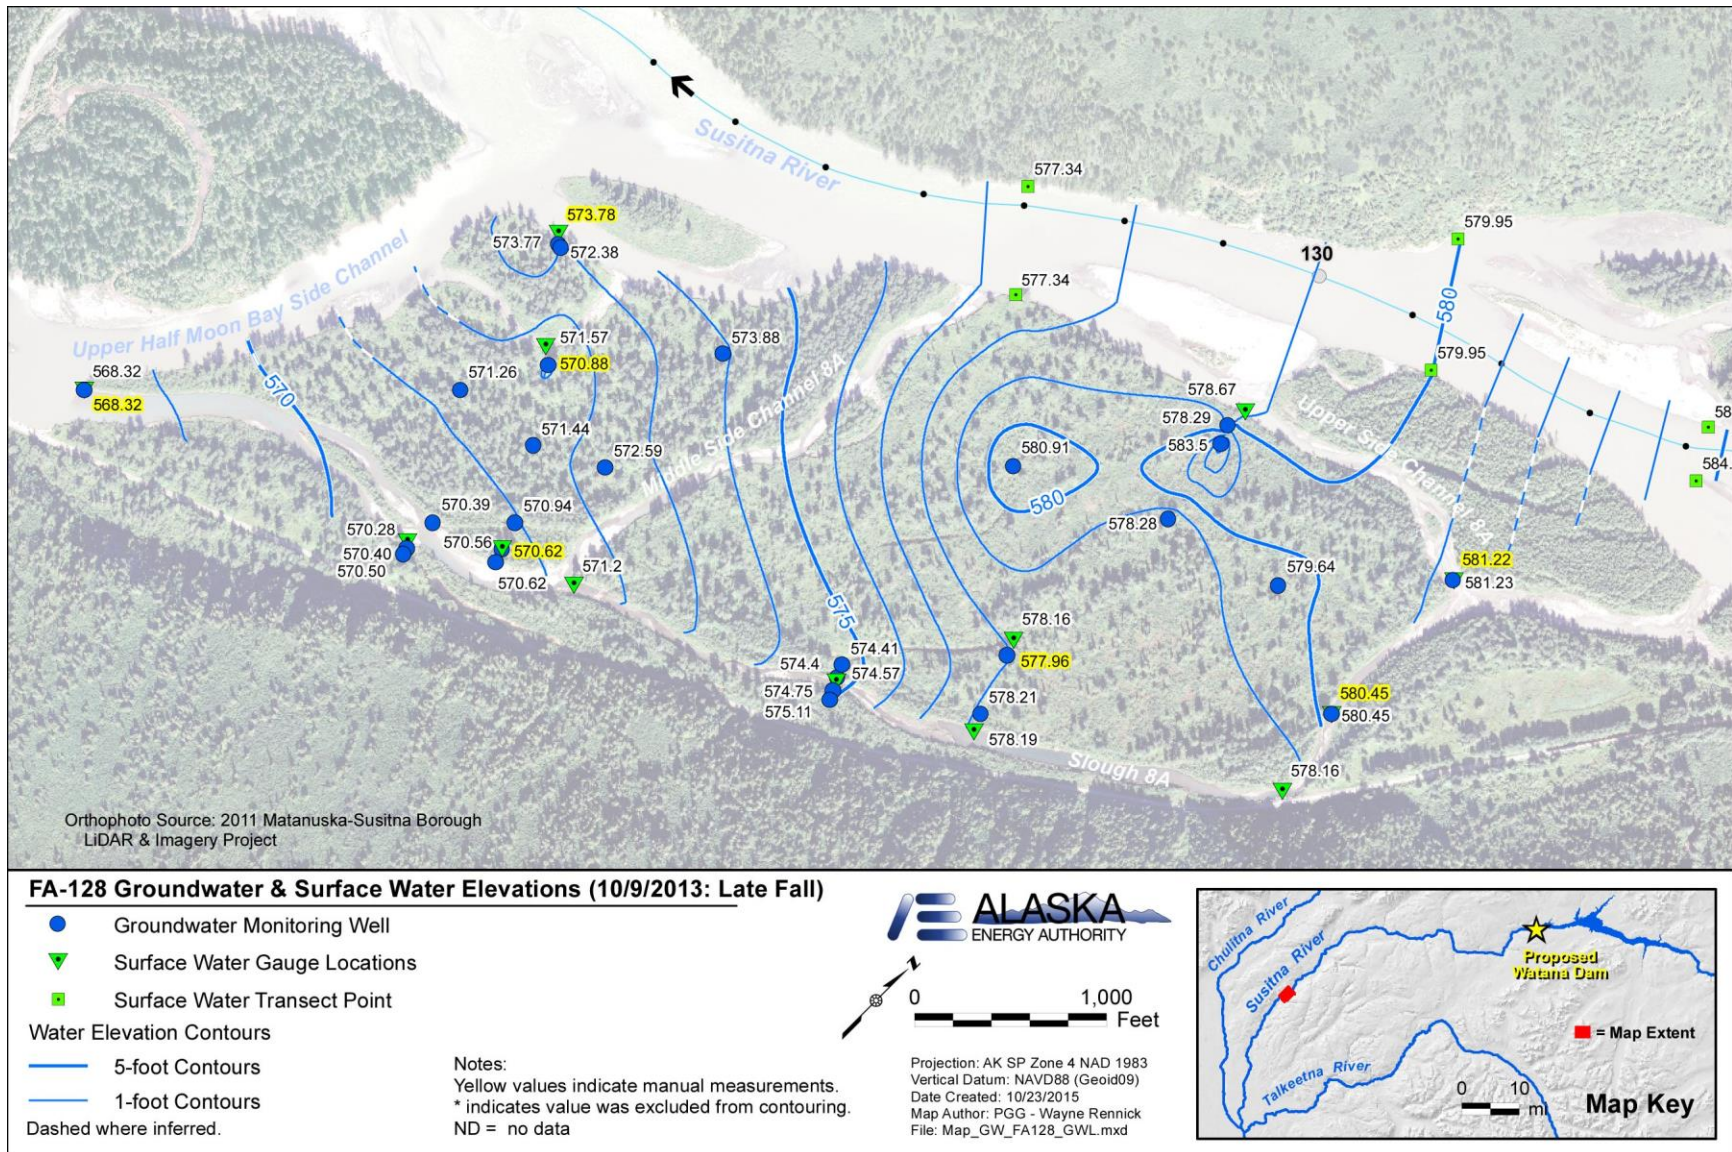 577.34
Susitna River
573.78
573.77
572.38
579.95
130
577.34
580
Upper Half Moon Bay Side Channel
571.57
573.88
570.88
579.95
568.32
568.32
571.26
570
578.67
578.29
583.5
Upper Side Channel 8A
Middle Side Channel 8A
571.44
572.59
580.91
580
58
584.
570.39
570.94
578.28
570.28
570.40
570.50
570.56
570.62
570.62
571.2
575
579.64
581.22
581.23
578.16
577.96
574.41
574.4
574.57
574.75
575.11
578.21
578.19
580.45
580.45
Slough 8A
578.16
Orthophoto Source: 2011 Matanuska-Susitna Borough
LiDAR & Imagery Project
FA-128 Groundwater & Surface Water Elevations (10/9/2013: Late Fall)
Groundwater Monitoring Well
Surface Water Gauge Locations
Surface Water Transect Point
Water Elevation Contours
5-foot Contours
1-foot Contours
Dashed where inferred.
Notes:
Yellow values indicate manual measurements.
* indicates value was excluded from contouring.
ND = no data
ALASKA
ENERGY AUTHORITY
N
0 1,000
Feet
Projection: AK SP Zone 4 NAD 1983
Vertical Datum: NAVD88 (Geoid09)
Date Created: 10/23/2015
Map Author: PGG - Wayne Rennick
File: Map_GW_FA128_GWL.mxd
Chulitna River
Susitna River
Proposed
Watana Dam
= Map Extent
Talkeetna River
0 10
mi
Map Key